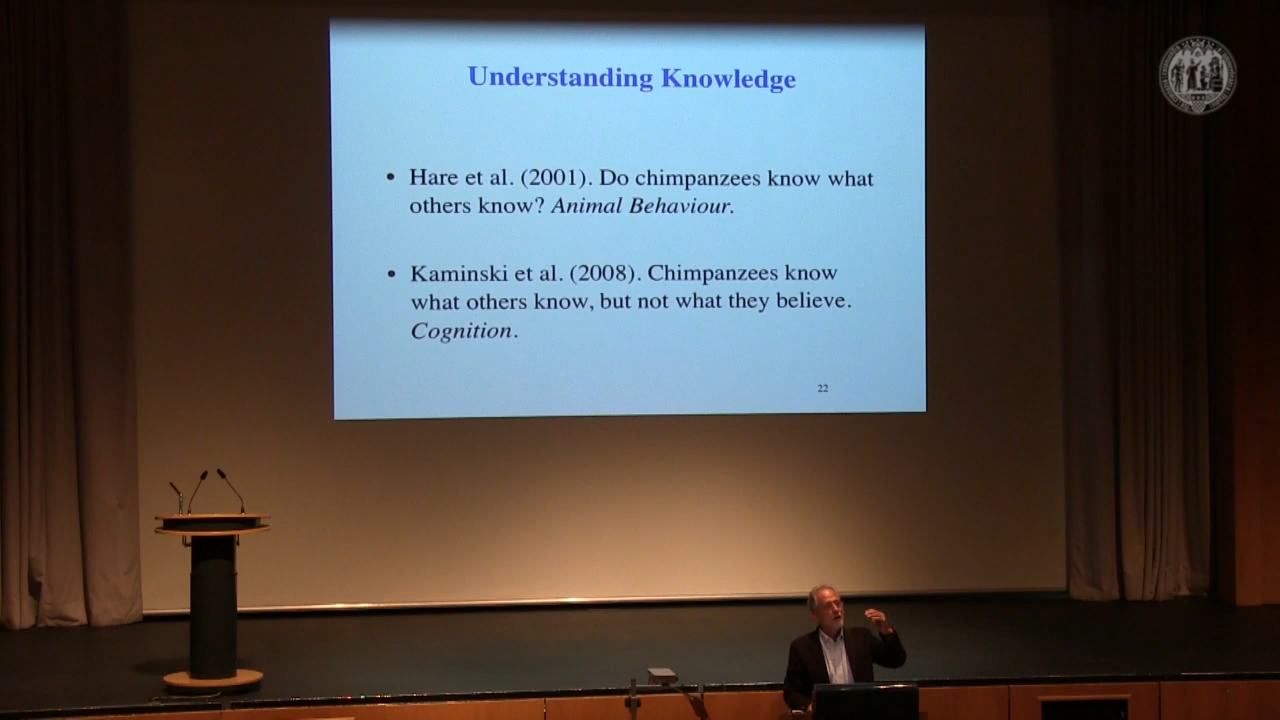 Understanding Knowledge
• Hare et al. (2001). Do chimpanzees know what
others know? Animal Behaviour.
• Kaminski et al. (2008). Chimpanzees know
what others know, but not what they believe.
Cognition.
22